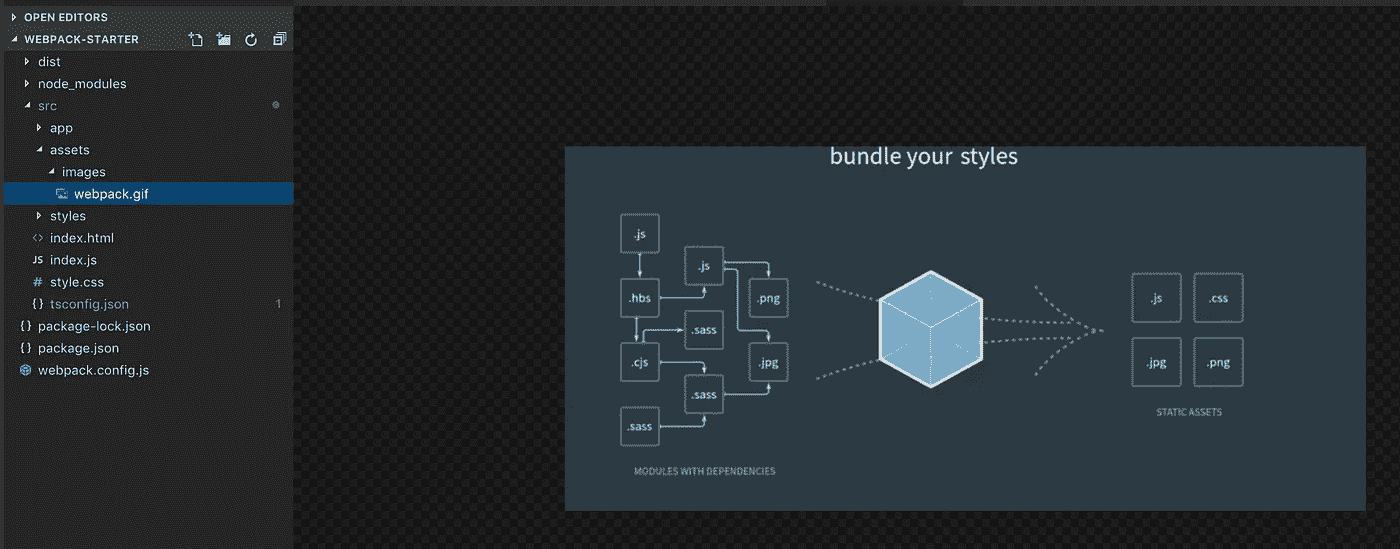 OPEN EDITORS
WEBPACK-STARTER
dist
node_modules
src
app
assets
images
webpack.gif
styles
<> index.html
JS index.js
# style.css
{} tsconfig.json 1
{} package-lock.json
{} package.json
webpack.config.js
bundle your styles
.js
.js
.hbs
.png
.sass
.cjs
.jpg
.sass
.sass
MODULES WITH DEPENDENCIES
.js .css
.jpg .png
STATIC ASSETS